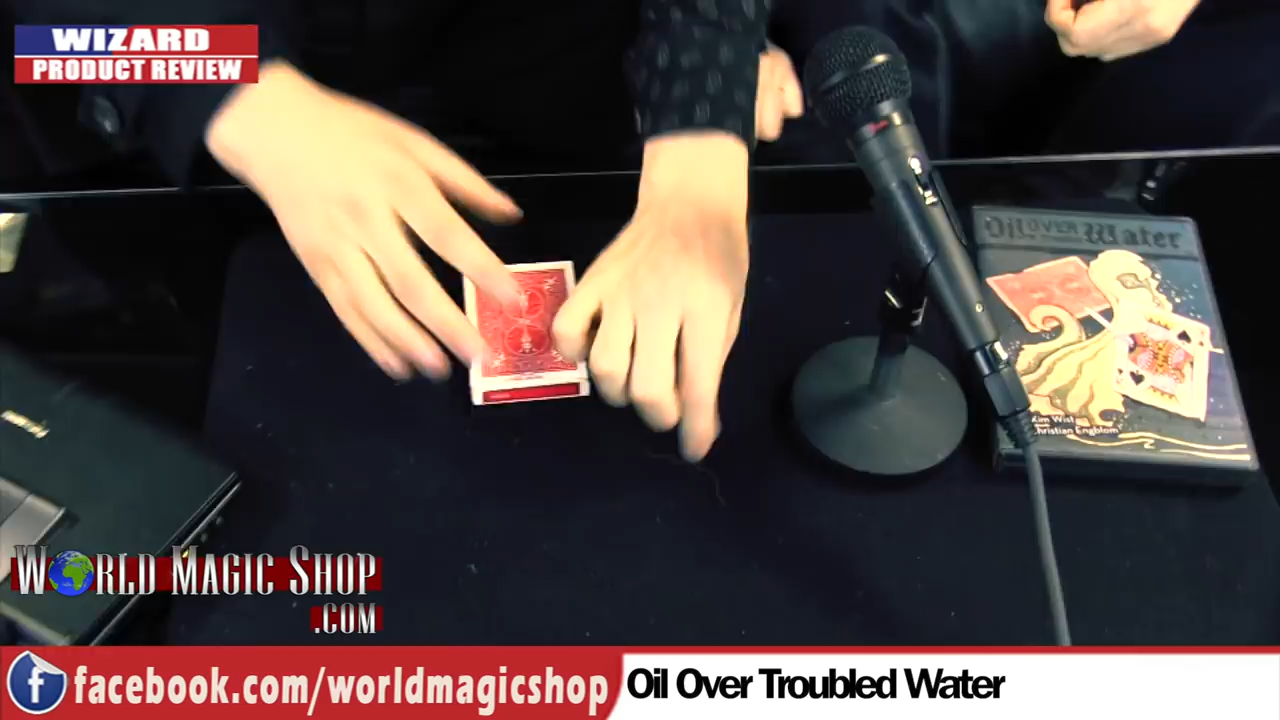 WIZARD
PRODUCT REVIEW
Oil OVER Water
Kim Wist
Christian Engblom
WORLD MAGIC SHOP
.COM
facebook.com/worldmagicshop
Oil Over Troubled Water